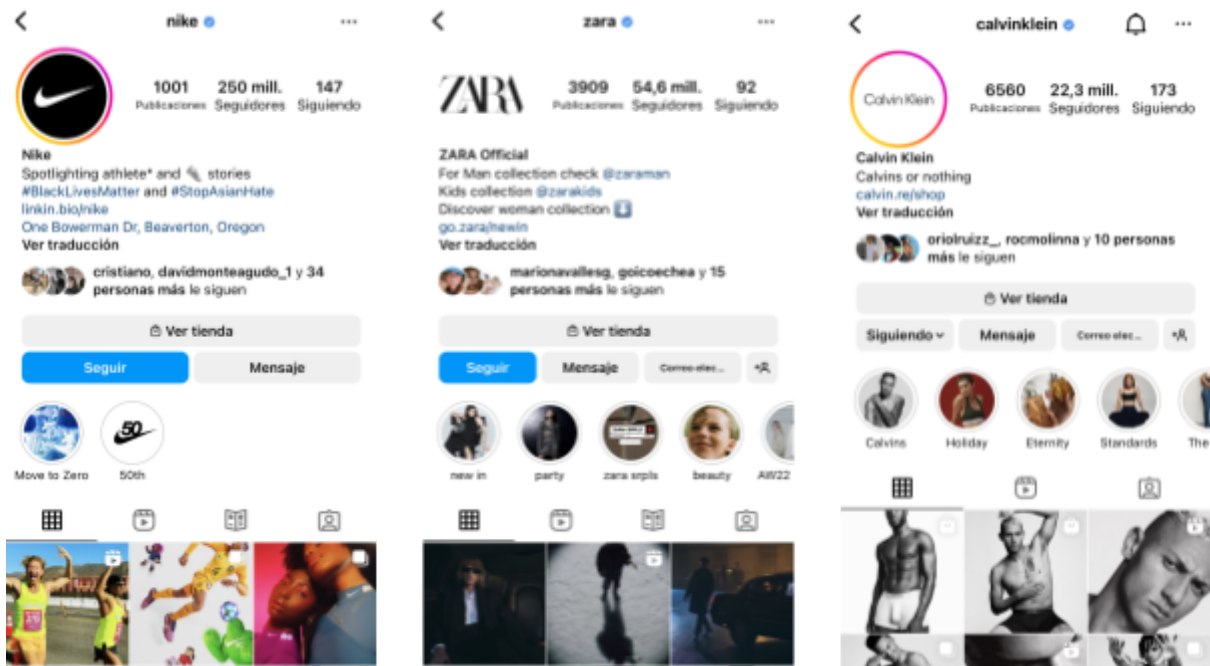 nike
1001 250 mill. 147
Publicaciones Seguidores Siguiendo
Nike
Spotlighting athlete* and stories
#BlackLivesMatter and #StopAsianHate
linkin.bio/nike
One Bowerman Dr, Beaverton, Oregon
Ver traducción
cristiano, davidmonteagudo_1 y 34
personas más le siguen
Ver tienda
Seguir Mensaje
50
Move to Zero 50th
zara
ZARA
3909 54,6 mill. 92
Publicaciones Seguidores Siguiendo
ZARA Official
For Man collection check @zaraman
Kids collection @zarakids
Discover woman collection
go.zara/newin
Ver traducción
marionavallesg, goicoechea y 15
personas más le siguen
Ver tienda
Seguir Mensaje Correo elec... 
new in party zara srpls beauty AW22
calvinklein
Calvin Klein
6560 22,3 mill. 173
Publicaciones Seguidores Siguiendo
Calvin Klein
Calvins or nothing
calvin.re/shop
Ver traducción
oriolruizz_, rocmolinna y 10 personas
más le siguen
Ver tienda
Siguiendo Mensaje Correo elec...
Calvins Holiday Eternity Standards The